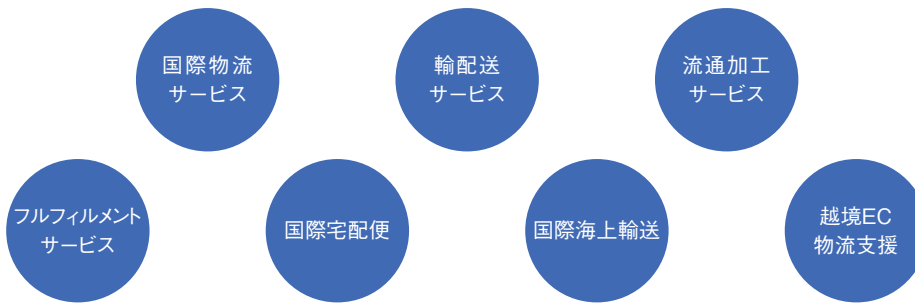 国際物流
サービス
輸配送
サービス
流通加工
サービス
フルフィルメント
サービス
国際宅配便
国際海上輸送
越境EC
物流支援